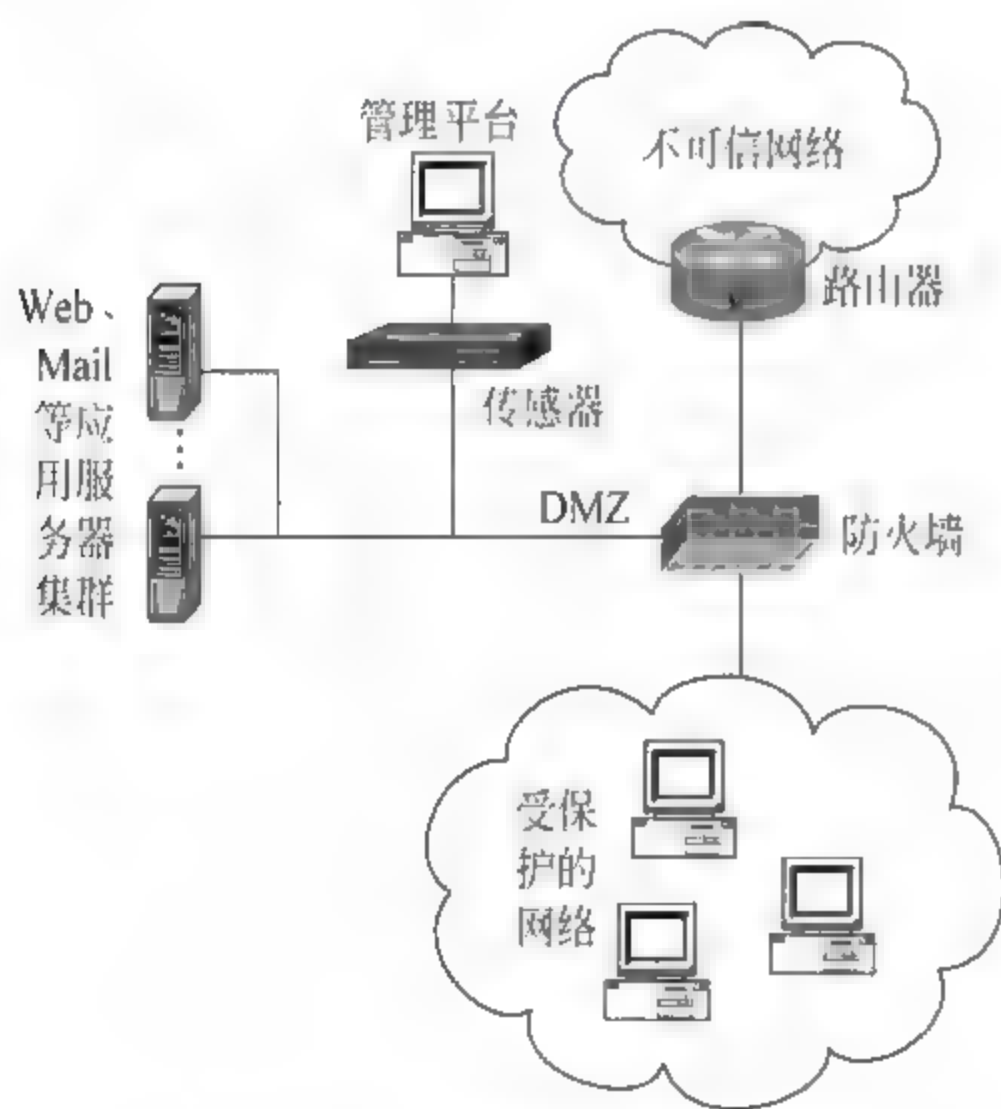 管理平台
不可信网络
路由器
Web、
Mail
等应
用服
务器
集群
传感器
DMZ
防火墙
受保
护的
网络